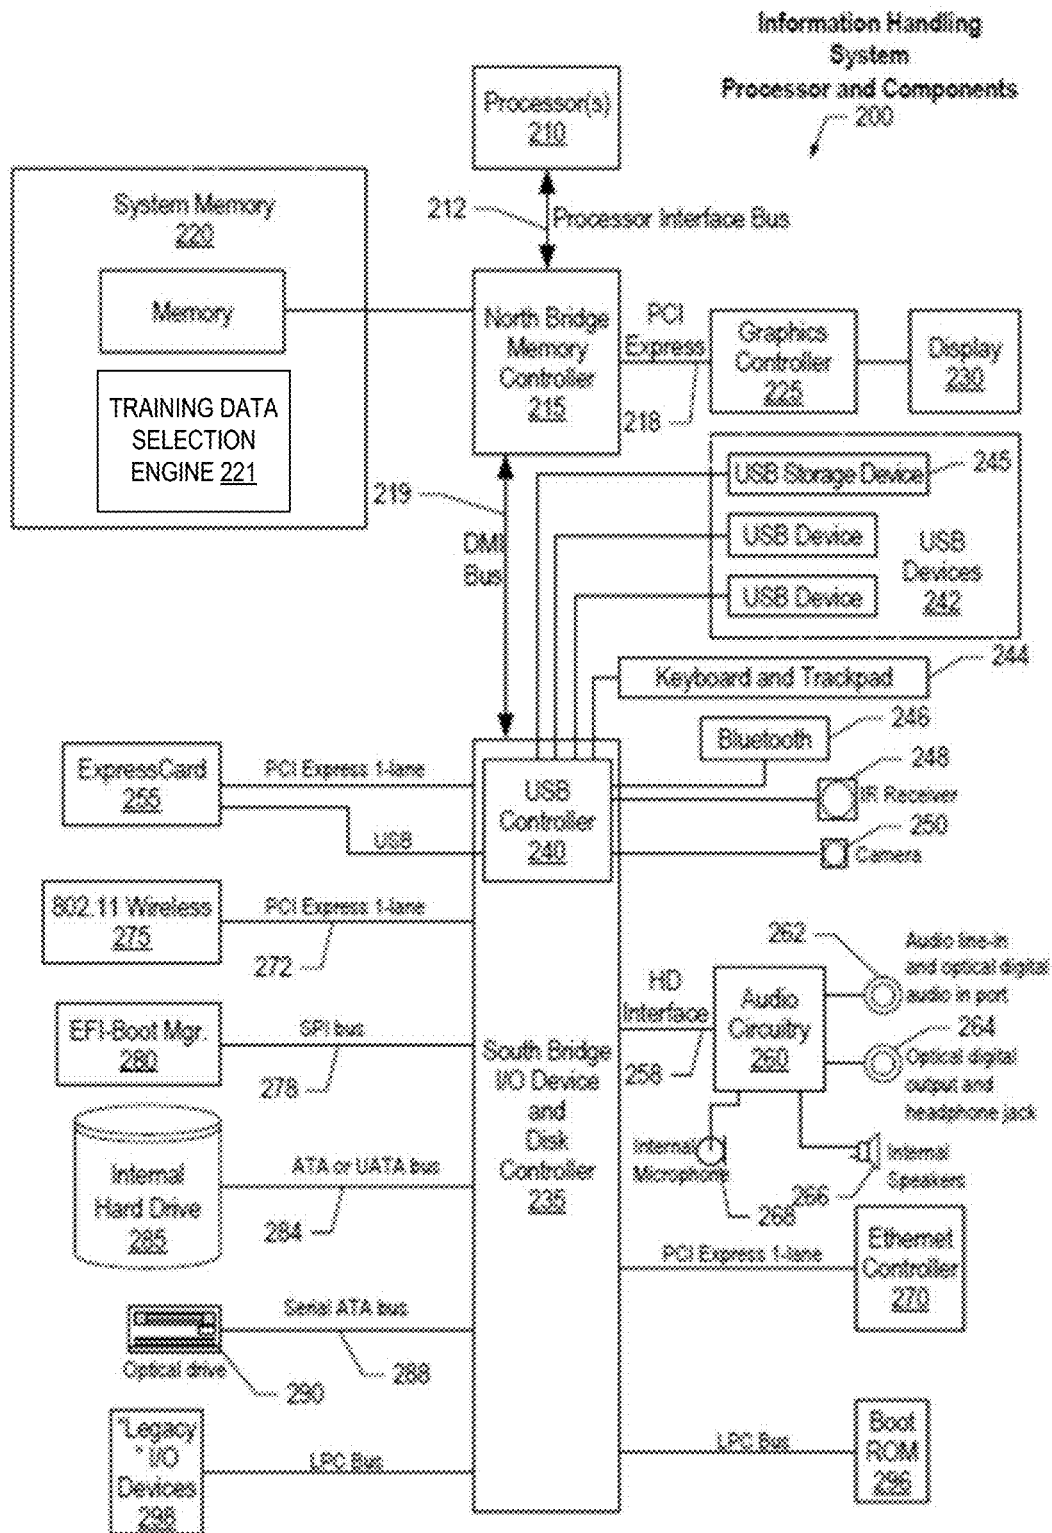 Information Handling
System
Processor and Components
200
Processor(s)
210
212
Processor Interface Bus
System Memory
220
Memory
TRAINING DATA
SELECTION
ENGINE 221
North Bridge
Memory
Controller
215
PCI
Express
218
Graphics
Controller
225
Display
230
219
DMI
Bus
USB Storage Device
245
USB Device
USB Device
USB
Devices
242
Keyboard and Trackpad
244
Bluetooth
246
248
IR Receiver
250
Camera
ExpressCard
255
PCI Express 1-lane
USB
USB
Controller
240
802.11 Wireless
275
PCI Express 1-lane
272
EFI-Boot Mgr.
280
SPI bus
278
South Bridge
I/O Device
and
Disk
Controller
235
HD
Interface
258
Audio
Circuitry
260
262
Audio line-in
and optical digital
audio in port
264
Optical digital
output and
headphone jack
Internal
Microphone
268
266
Internal
Speakers
Internal
Hard Drive
285
ATA or UATA bus
284
PCI Express 1-lane
Ethernet
Controller
270
Serial ATA bus
288
Optical drive
290
"Legacy
" I/O
Devices
298
LPC Bus
LPC Bus
Boot
ROM
296